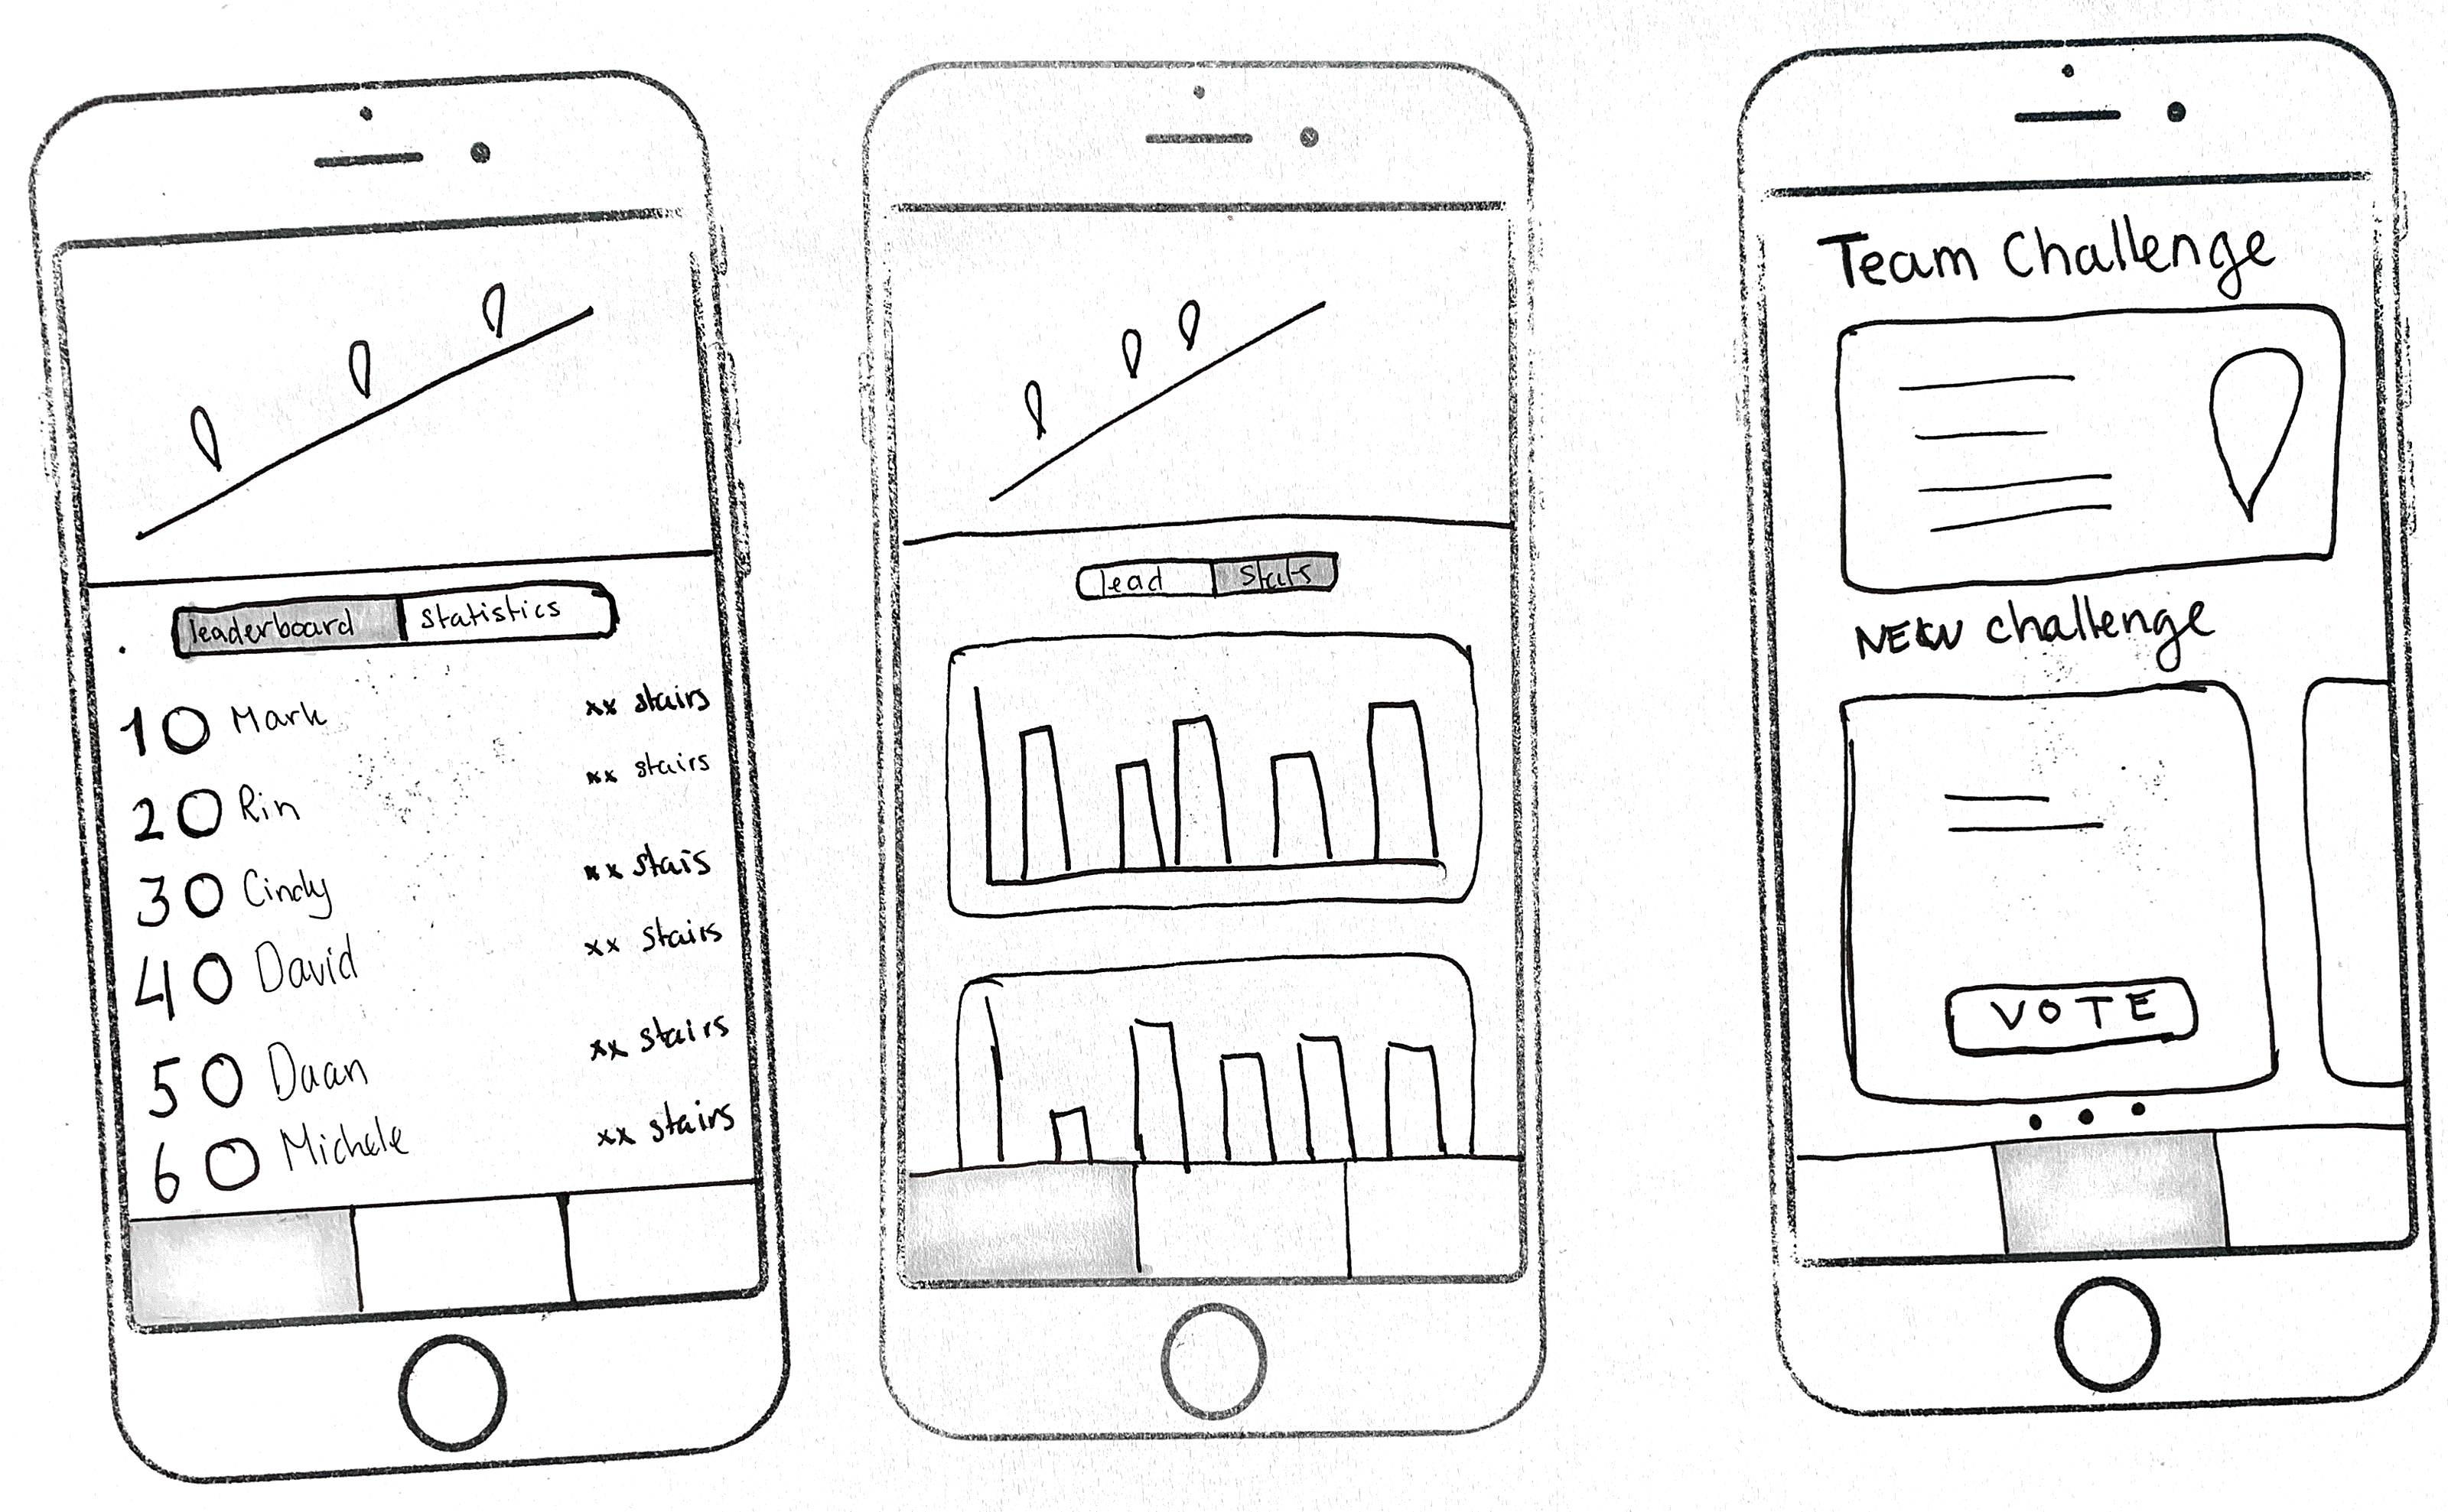 leaderboard statistics
1 Mark xx stairs
2 Rin xx stairs
3 Cindy xx stais
4 David xx stairs
5 Daan xx stairs
6 Michele xx stairs
lead Stats
Team Challenge
NEW challenge
VOTE